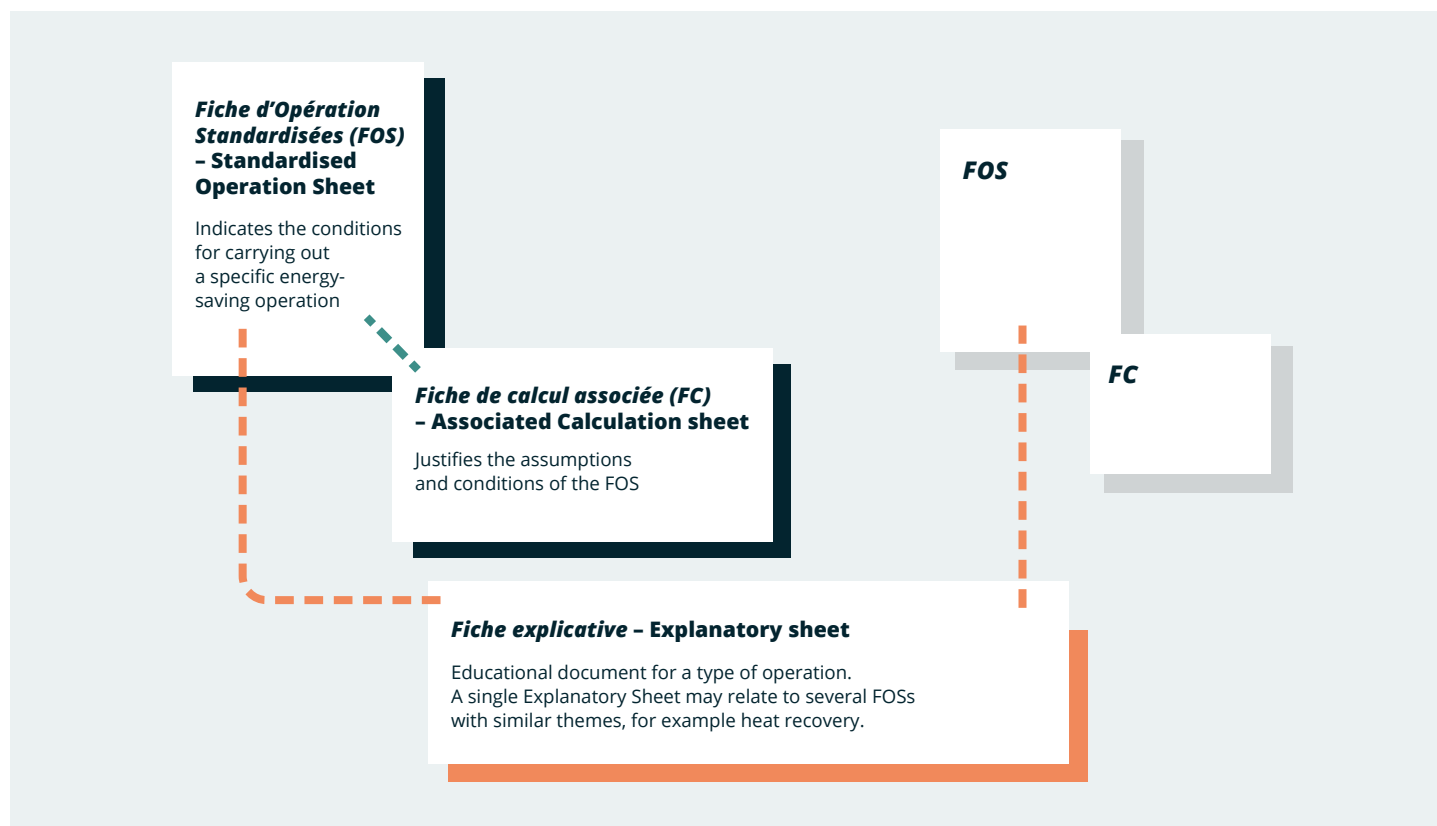 Fiche d’Opération
Standardisées (FOS)
– Standardised
Operation Sheet
Indicates the conditions
for carrying out
a specific energy-
saving operation
Fiche de calcul associée (FC)
– Associated Calculation sheet
Justifies the assumptions
and conditions of the FOS
FOS
FC
Fiche explicative – Explanatory sheet
Educational document for a type of operation.
A single Explanatory Sheet may relate to several FOSs
with similar themes, for example heat recovery.